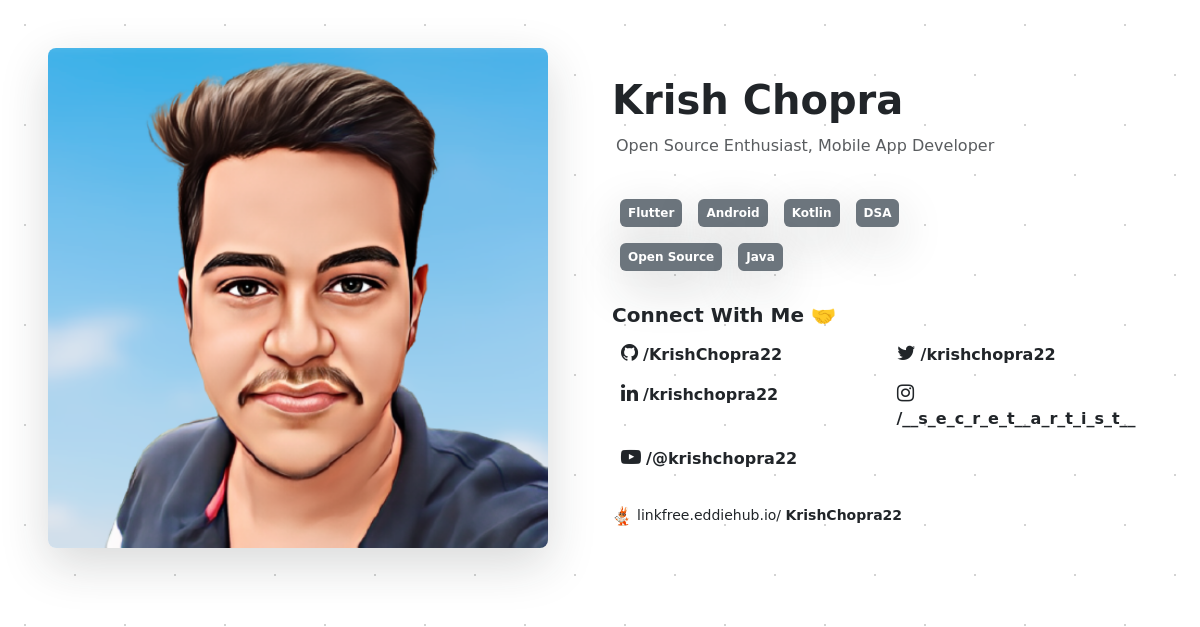 Krish Chopra
Open Source Enthusiast, Mobile App Developer
Flutter Android Kotlin DSA
Open Source Java
Connect With Me 🤝
/KrishChopra22 /krishchopra22
/krishchopra22
/__s_e_c_r_e_t__a_r_t_i_s_t__
/@krishchopra22
linkfree.eddiehub.io/ KrishChopra22